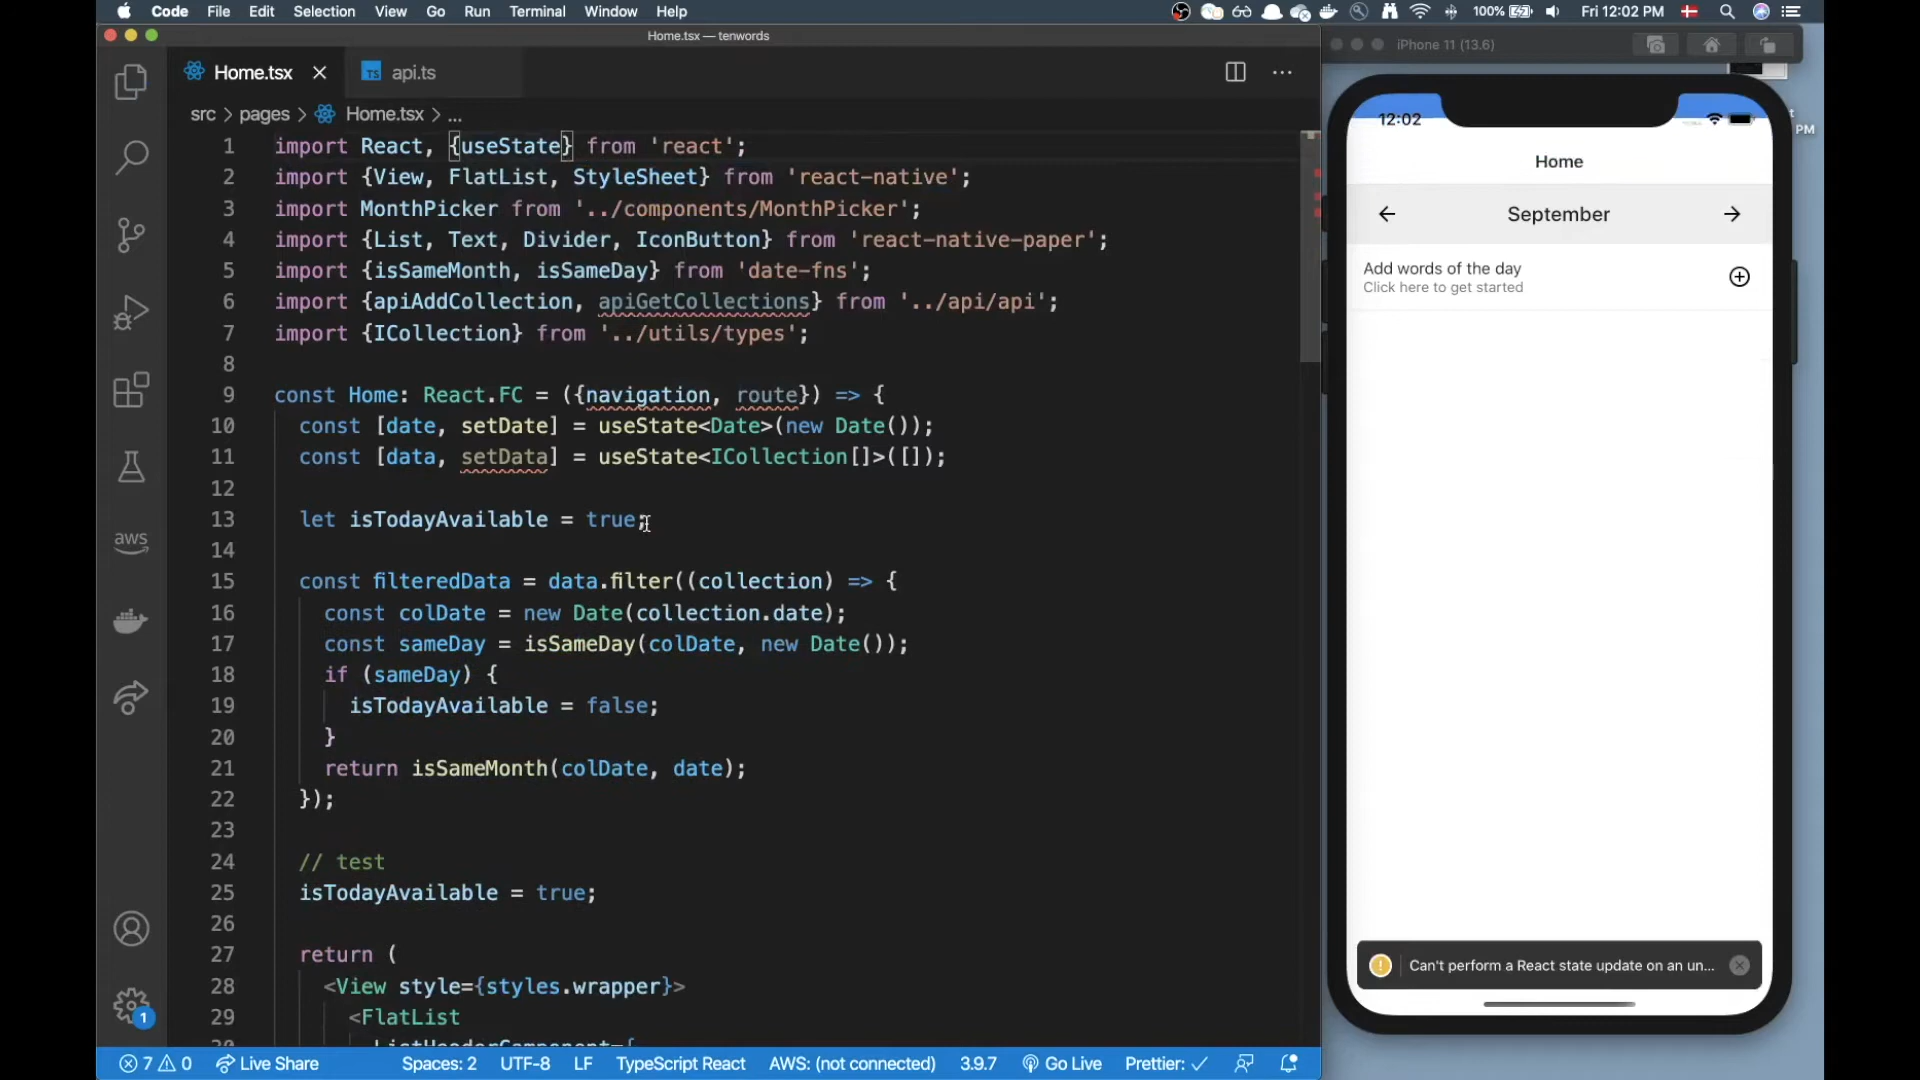 Code File Edit Selection View Go Run Terminal Window Help
100% Fri 12:02 PM
Home.tsx — tenwords
Home.tsx
TS api.ts
src > pages > Home.tsx > ...
1 import React, {useState} from 'react';
2 import {View, FlatList, StyleSheet} from 'react-native';
3 import MonthPicker from '../components/MonthPicker';
4 import {List, Text, Divider, IconButton} from 'react-native-paper';
5 import {isSameMonth, isSameDay} from 'date-fns';
6 import {apiAddCollection, apiGetCollections} from '../api/api';
7 import {ICollection} from '../utils/types';
8
9 const Home: React.FC = ({navigation, route}) => {
10 const [date, setDate] = useState<Date>(new Date());
11 const [data, setData] = useState<ICollection[]>([]);
12
13 let isTodayAvailable = true;
14
15 const filteredData = data.filter((collection) => {
16 const colDate = new Date(collection.date);
17 const sameDay = isSameDay(colDate, new Date());
18 if (sameDay) {
19 isTodayAvailable = false;
20 }
21 return isSameMonth(colDate, date);
22 });
23
24 // test
25 isTodayAvailable = true;
26
27 return (
28 <View style={styles.wrapper}>
29 <FlatList
30 ListHeaderComponent={
aws
1
7 0 Live Share Spaces: 2 UTF-8 LF TypeScript React AWS: (not connected) 3.9.7 Go Live Prettier: ✓
iPhone 11 (13.6)
PM
12:02
Home
September
Add words of the day
Click here to get started
Can't perform a React state update on an un...